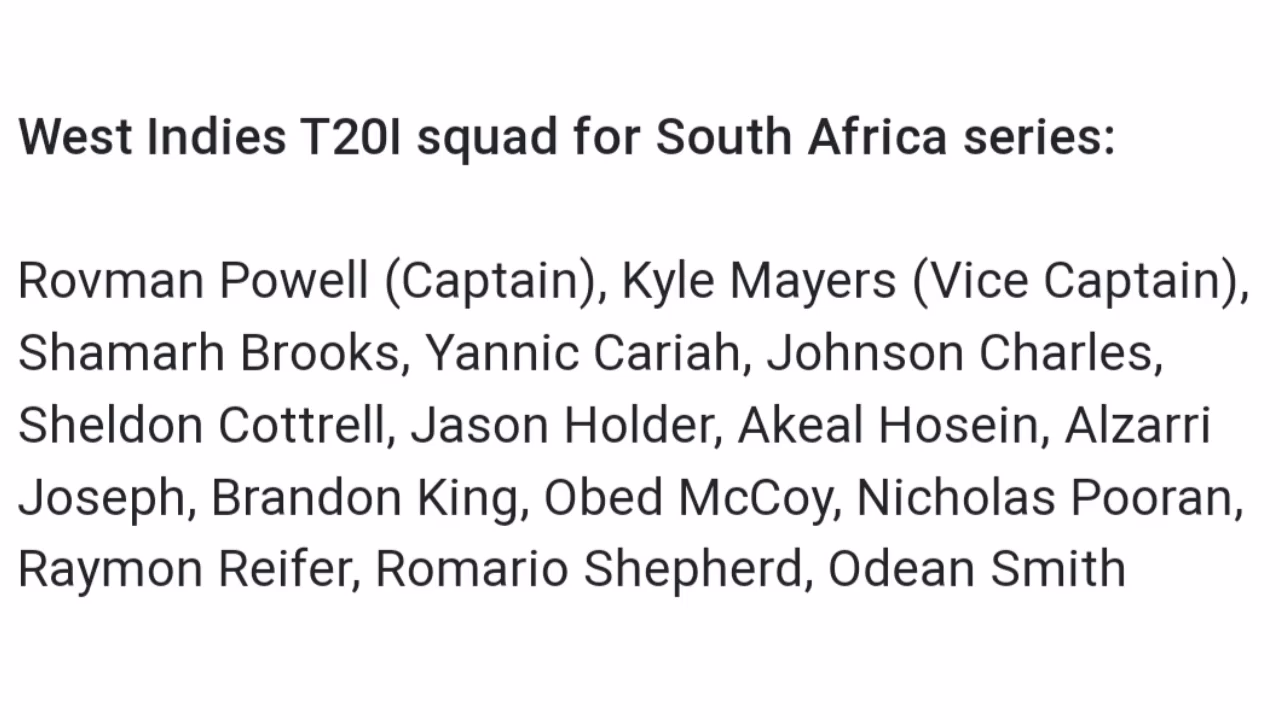 West Indies T20I squad for South Africa series:
Rovman Powell (Captain), Kyle Mayers (Vice Captain),
Shamarh Brooks, Yannic Cariah, Johnson Charles,
Sheldon Cottrell, Jason Holder, Akeal Hosein, Alzarri
Joseph, Brandon King, Obed McCoy, Nicholas Pooran,
Raymon Reifer, Romario Shepherd, Odean Smith